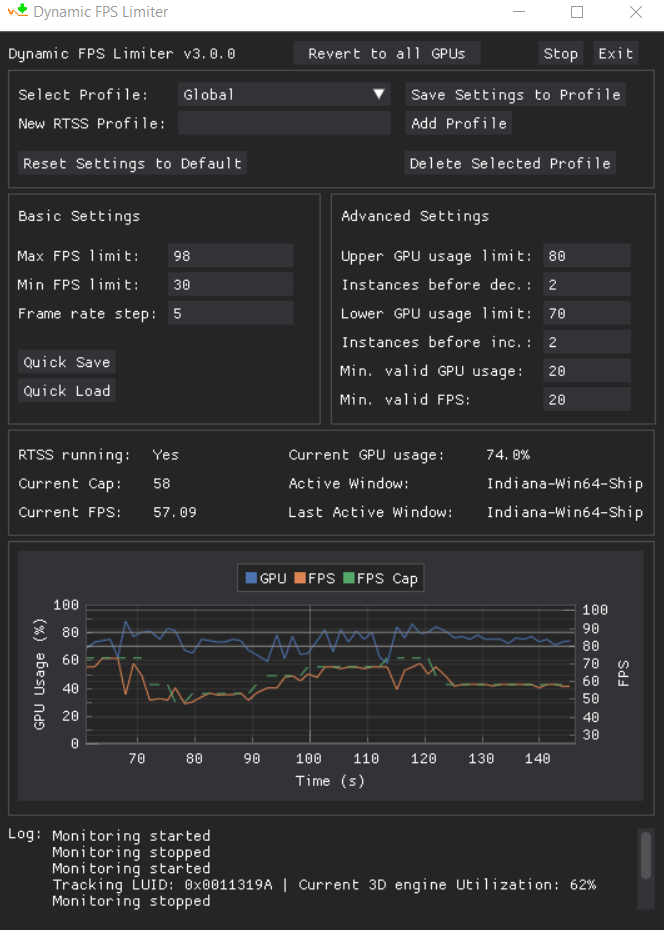 Dynamic FPS Limiter
Dynamic FPS Limiter v3.0.0 Revert to all GPUs Stop Exit
Select Profile: Global Save Settings to Profile
New RTSS Profile: Add Profile
Reset Settings to Default Delete Selected Profile
Basic Settings
Max FPS limit: 98
Min FPS limit: 30
Frame rate step: 5
Quick Save
Quick Load
Advanced Settings
Upper GPU usage limit: 80
Instances before dec.: 2
Lower GPU usage limit: 70
Instances before inc.: 2
Min. valid GPU usage: 20
Min. valid FPS: 20
RTSS running: Yes Current GPU usage: 74.0%
Current Cap: 58 Active Window: Indiana-Win64-Ship
Current FPS: 57.09 Last Active Window: Indiana-Win64-Ship
GPU FPS FPS Cap
GPU Usage (%)
100
80
60
40
20
0
100
90
80
70
60
50
40
30
FPS
70 80 90 100 110 120 130 140
Time (s)
Log: Monitoring started
Monitoring stopped
Monitoring started
Tracking LUID: 0x0011319A | Current 3D engine Utilization: 62%
Monitoring stopped